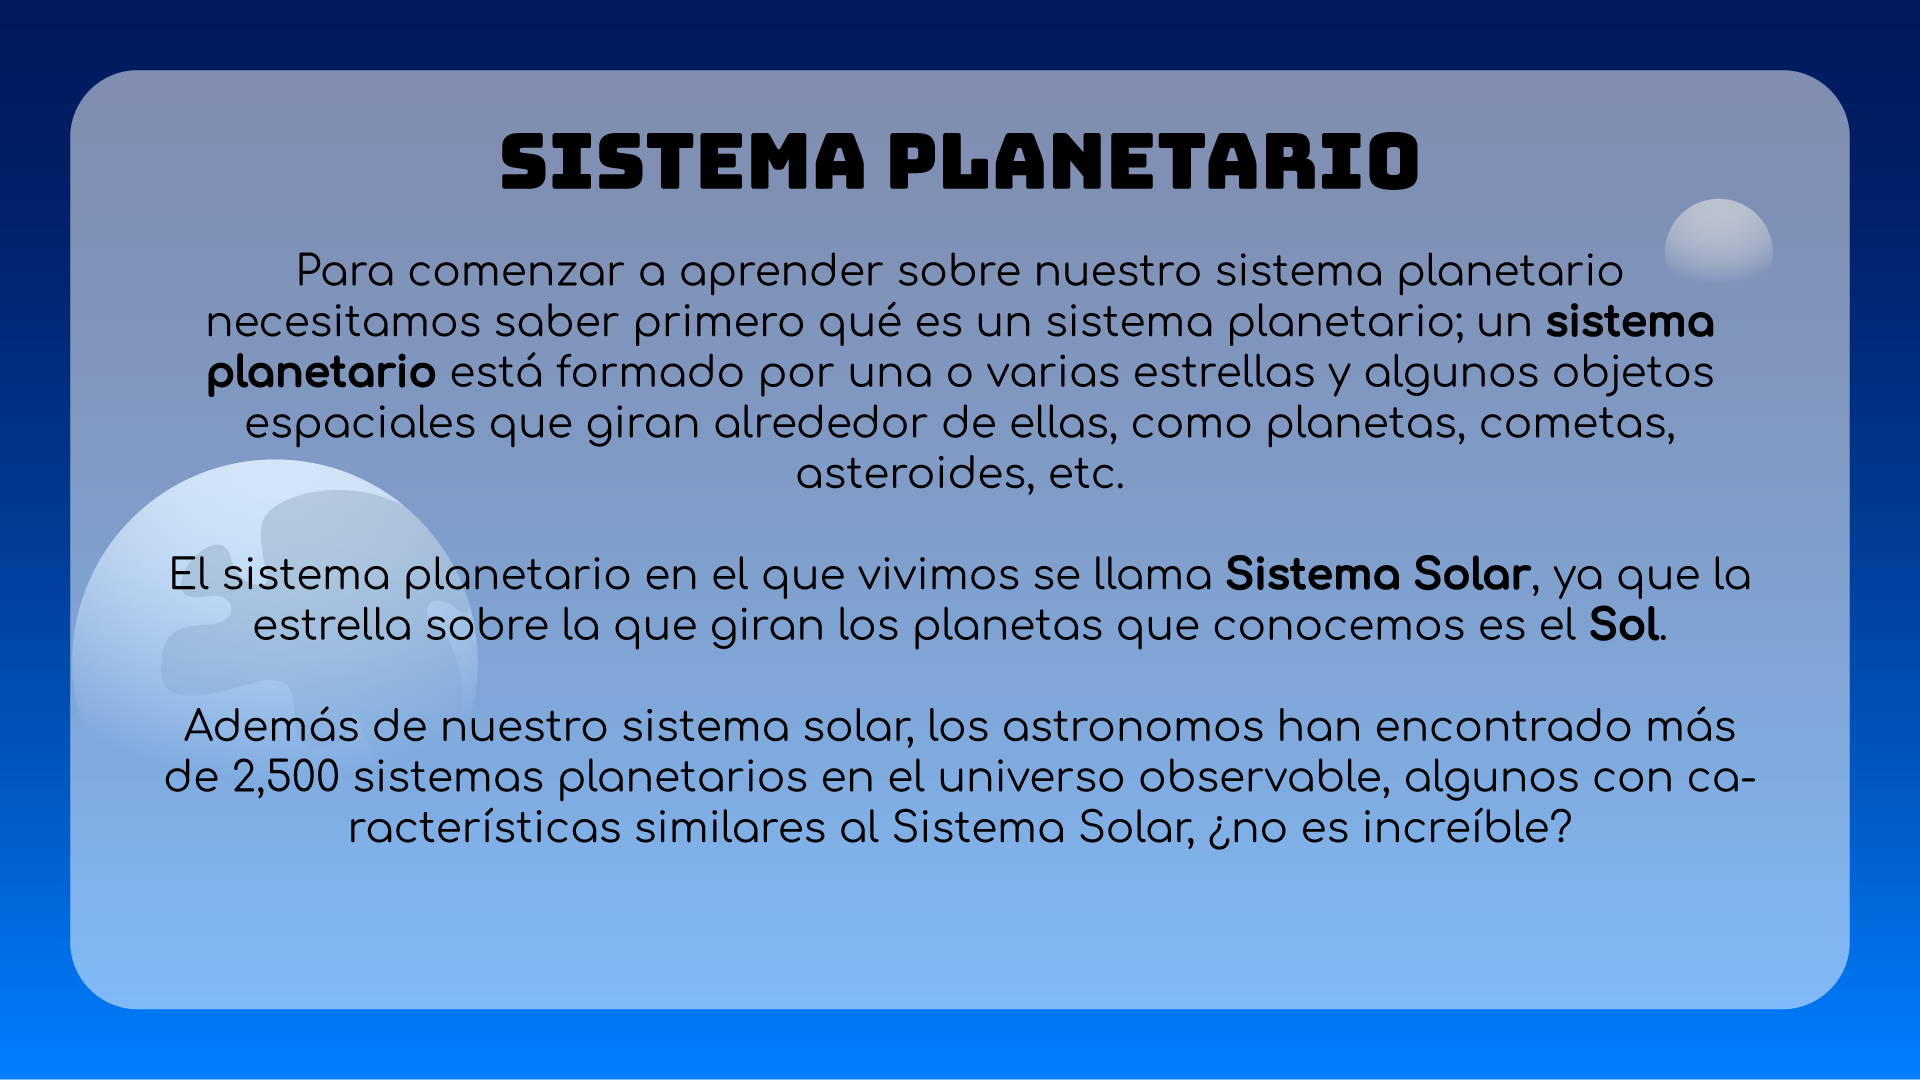 SISTEMA PLANETARIO
Para comenzar a aprender sobre nuestro sistema planetario
necesitamos saber primero qué es un sistema planetario; un sistema
planetario está formado por una o varias estrellas y algunos objetos
espaciales que giran alrededor de ellas, como planetas, cometas,
asteroides, etc.
El sistema planetario en el que vivimos se llama Sistema Solar, ya que la
estrella sobre la que giran los planetas que conocemos es el Sol.
Además de nuestro sistema solar, los astronomos han encontrado más
de 2,500 sistemas planetarios en el universo observable, algunos con ca-
racterísticas similares al Sistema Solar, ¿no es increíble?